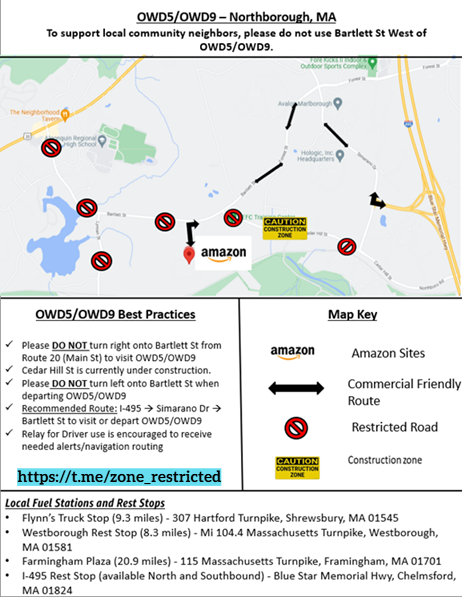 OWD5/OWD9 – Northborough, MA
To support local community neighbors, please do not use Bartlett St West of
OWD5/OWD9.
Fore Kicks II Indoor &
Outdoor Sports Complex
Forest St
The Neighborhood
Tavern
Algonquin Regional
High School
Avalon Marlborough
Hologic, Inc.
Headquarters
Simarano Dr
Bartlett St
Bartlett St
CAUTION
CONSTRUCTION
ZONE
amazon
Cedar Hill St
OWD5/OWD9 Best Practices
✓ Please DO NOT turn right onto Bartlett St from
Route 20 (Main St) to visit OWD5/OWD9
✓ Cedar Hill St is currently under construction.
✓ Please DO NOT turn left onto Bartlett St when
departing OWD5/OWD9
✓ Recommended Route: I-495 → Simarano Dr →
Bartlett St to visit or depart OWD5/OWD9
✓ Relay for Driver use is encouraged to receive
needed alerts/navigation routing
https://t.me/zone_restricted
Map Key
amazon Amazon Sites
Commercial Friendly
Route
Restricted Road
CAUTION
CONSTRUCTION
ZONE
Construction zone
Local Fuel Stations and Rest Stops
• Flynn's Truck Stop (9.3 miles) - 307 Hartford Turnpike, Shrewsbury, MA 01545
• Westborough Rest Stop (8.3 miles) - Mi 104.4 Massachusetts Turnpike, Westborough,
MA 01581
• Farmingham Plaza (20.9 miles) - 115 Massachusetts Turnpike, Framingham, MA 01701
• I-495 Rest Stop (available North and Southbound) - Blue Star Memorial Hwy, Chelmsford,
MA 01824